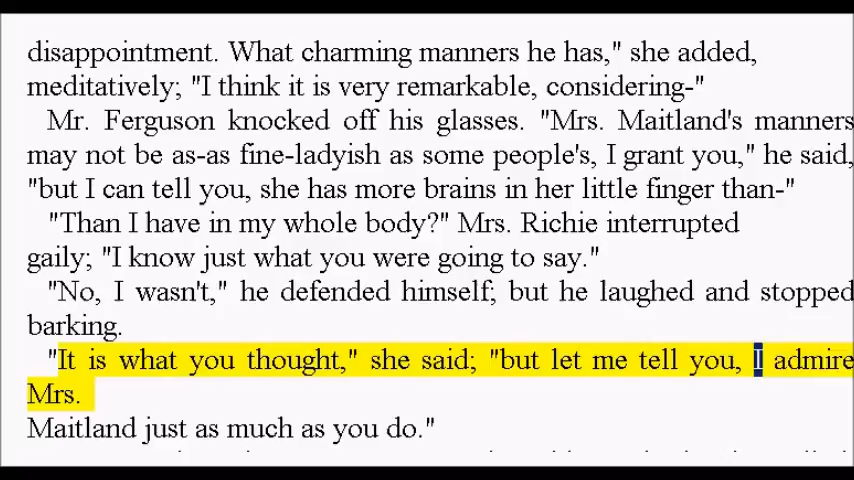 disappointment. What charming manners he has," she added,
meditatively; "I think it is very remarkable, considering-"
Mr. Ferguson knocked off his glasses. "Mrs. Maitland's manners
may not be as-as fine-ladyish as some people's, I grant you," he said,
"but I can tell you, she has more brains in her little finger than-"
"Than I have in my whole body?" Mrs. Richie interrupted
gaily; "I know just what you were going to say."
"No, I wasn't," he defended himself; but he laughed and stopped
barking.
"It is what you thought," she said; "but let me tell you, I admire
Mrs.
Maitland just as much as you do."